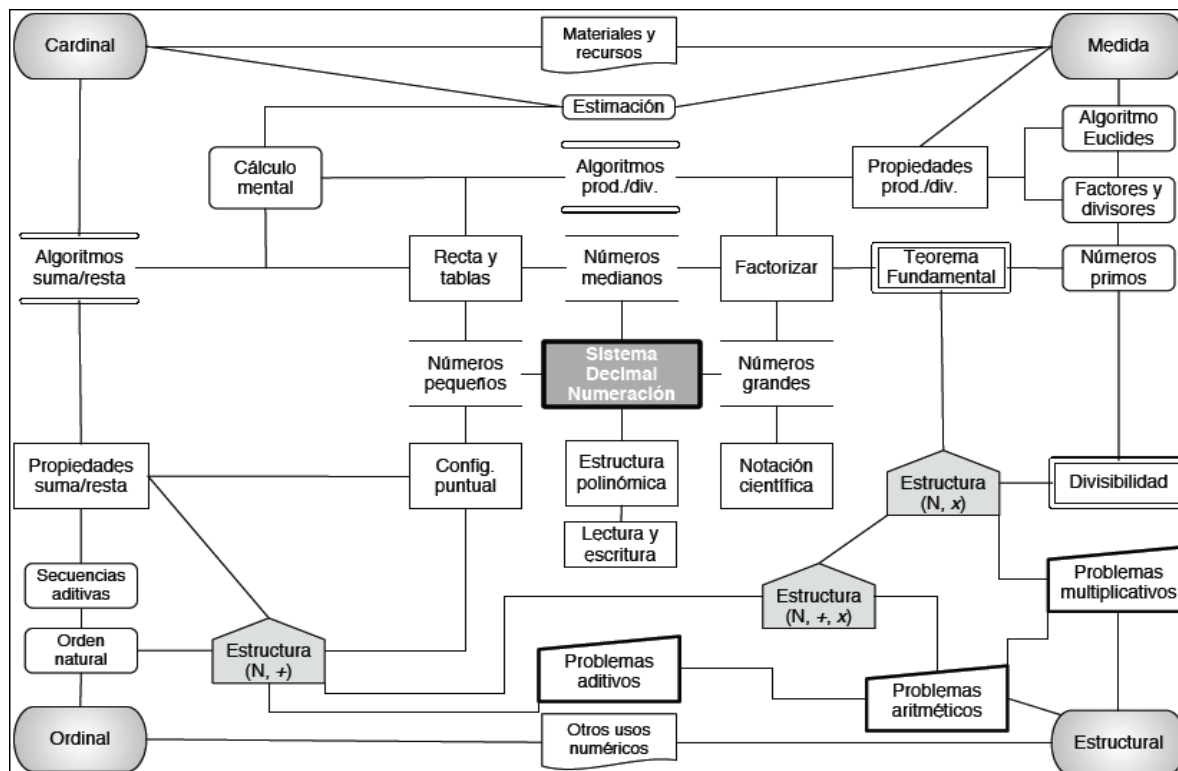 Cardinal
Materiales y
recursos
Medida
Estimación
Algoritmo
Euclides
Cálculo
mental
Algoritmos
prod./div.
Propiedades
prod./div.
Factores y
divisores
Algoritmos
suma/resta
Recta y
tablas
Números
medianos
Factorizar
Teorema
Fundamental
Números
primos
Números
pequeños
Sistema
Decimal
Numeración
Números
grandes
Propiedades
suma/resta
Config.
puntual
Estructura
polinómica
Notación
científica
Estructura
(N, x)
Divisibilidad
Lectura y
escritura
Secuencias
aditivas
Estructura
(N, +, x)
Problemas
multiplicativos
Orden
natural
Estructura
(N, +)
Problemas
aditivos
Problemas
aritméticos
Ordinal
Otros usos
numéricos
Estructural